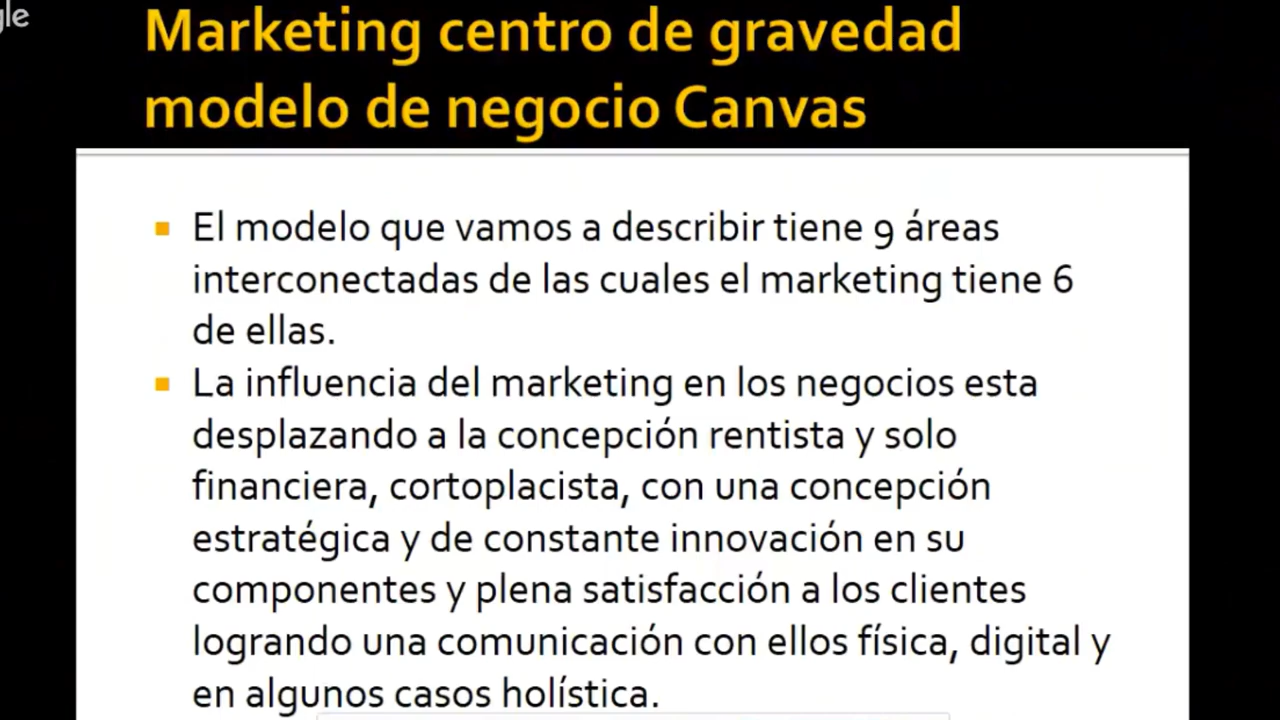 gle
Marketing centro de gravedad
modelo de negocio Canvas
El modelo que vamos a describir tiene 9 áreas
interconectadas de las cuales el marketing tiene 6
de ellas.
La influencia del marketing en los negocios esta
desplazando a la concepción rentista y solo
financiera, cortoplacista, con una concepción
estratégica y de constante innovación en su
componentes y plena satisfacción a los clientes
logrando una comunicación con ellos física, digital y
en algunos casos holística.